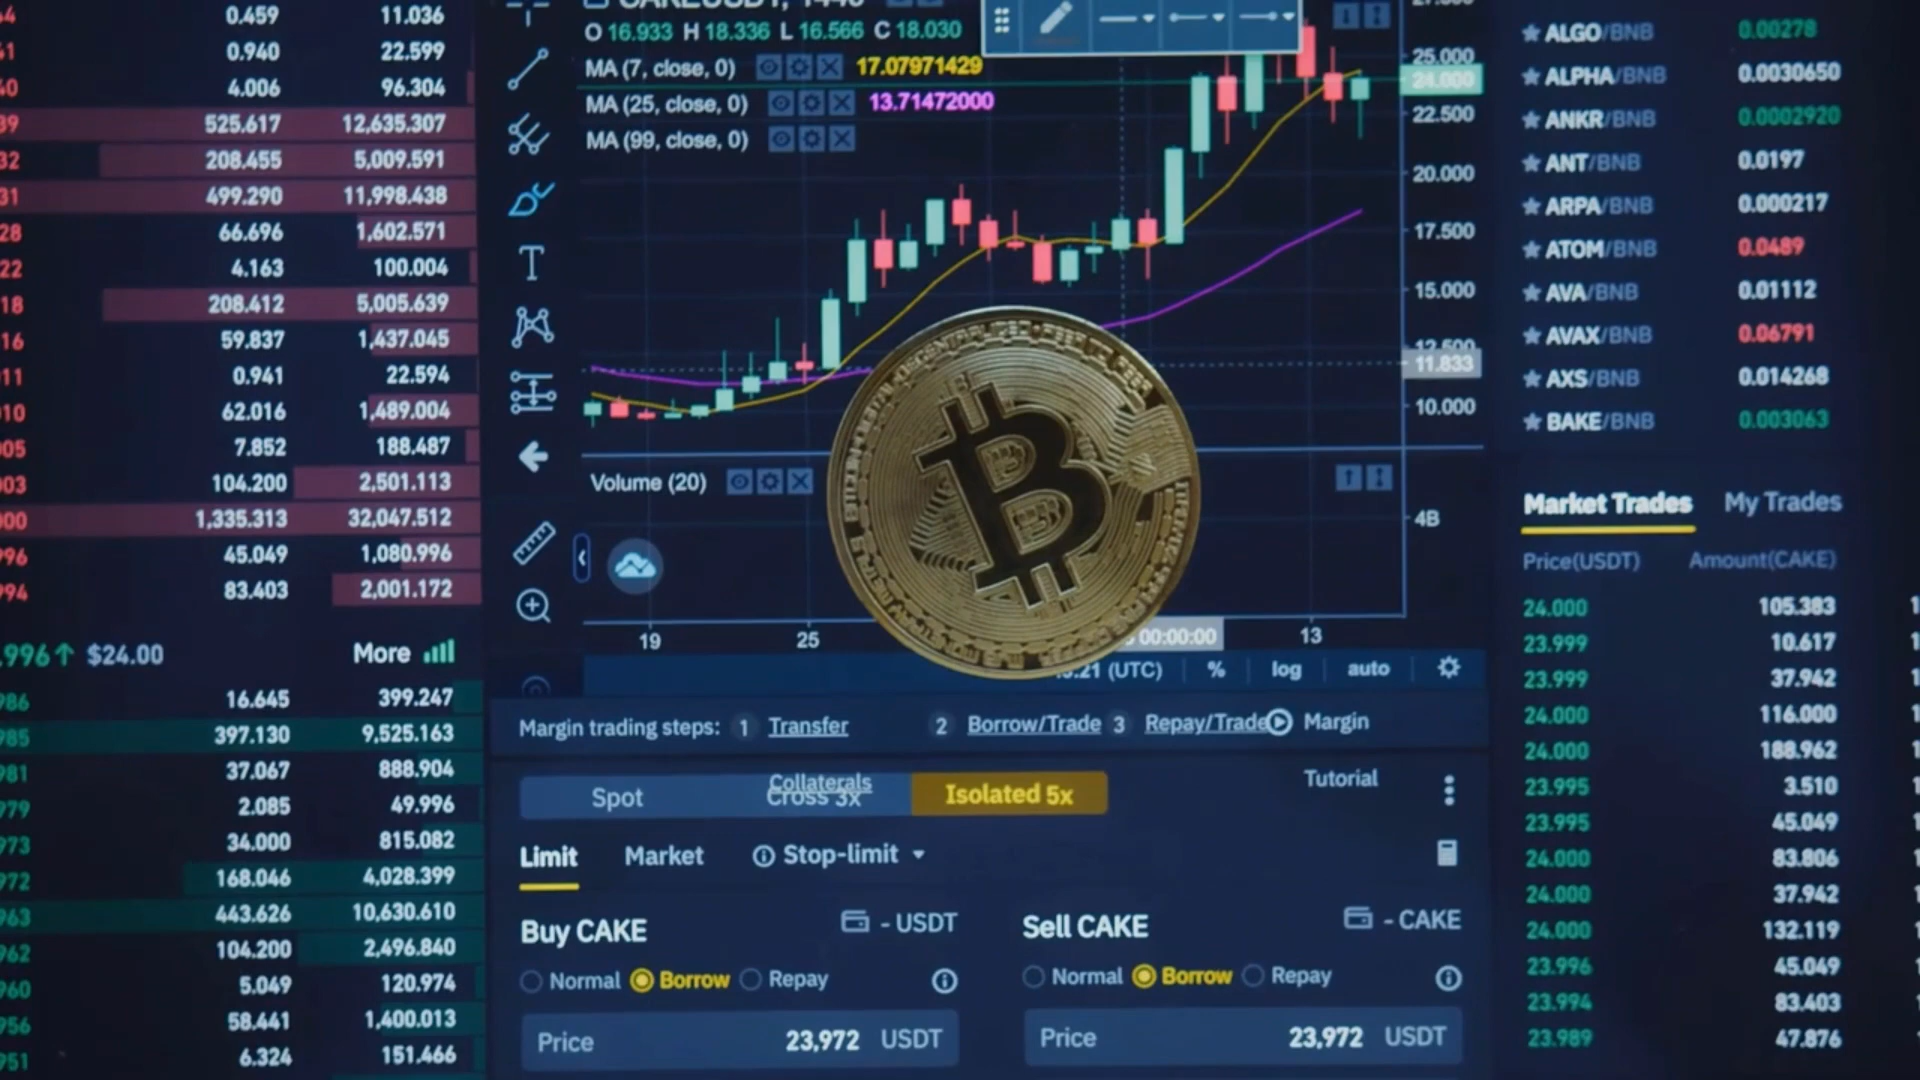 0.459 11.036
0.940 22.599
4.006 96.304
525.617 12,635.307
208.455 5,009.591
499.290 11,998.438
66.696 1,602.571
4.163 100.004
208.412 5,005.639
59.837 1,437.045
0.941 22.594
62.016 1,489.004
7.852 188.487
104.200 2,501.113
1,335.313 32,047.512
45.049 1,080.996
83.403 2,001.172
.996↑ $24.00 More
16.645 399.247
397.130 9,525.163
37.067 888.904
2.085 49.996
34.000 815.082
168.046 4,028.399
443.626 10,630.610
104.200 2,496.840
5.049 120.974
58.441 1,400.013
6.324 151.466
O 16.933 H 18.336 L 16.566 C 18.030
MA (7, close, 0) 17.07971429
MA (25, close, 0) 13.71472000
MA (99, close, 0)
25.000
24.000
22.500
20.000
17.500
15.000
12.500
11.833
10.000
Volume (20)
4B
19 25 00:00:00 13
:21 (UTC) % log auto
Margin trading steps: 1 Transfer 2 Borrow/Trade 3 Repay/Trade Margin
Collaterals Tutorial
Spot Cross 3x Isolated 5x
Limit Market Stop-limit
Buy CAKE - USDT
Normal Borrow Repay
Price 23,972 USDT
Sell CAKE - CAKE
Normal Borrow Repay
Price 23,972 USDT
ALGO/BNB 0.00278
ALPHA/BNB 0.0030650
ANKR/BNB 0.0002920
ANT/BNB 0.0197
ARPA/BNB 0.000217
ATOM/BNB 0.0489
AVA/BNB 0.01112
AVAX/BNB 0.06791
AXS/BNB 0.014268
BAKE/BNB 0.003063
Market Trades My Trades
Price(USDT) Amount(CAKE)
24.000 105.383
23.999 10.617
23.999 37.942
24.000 116.000
24.000 188.962
23.995 3.510
23.995 45.049
24.000 83.806
24.000 37.942
24.000 132.119
23.996 45.049
23.994 83.403
23.989 47.876